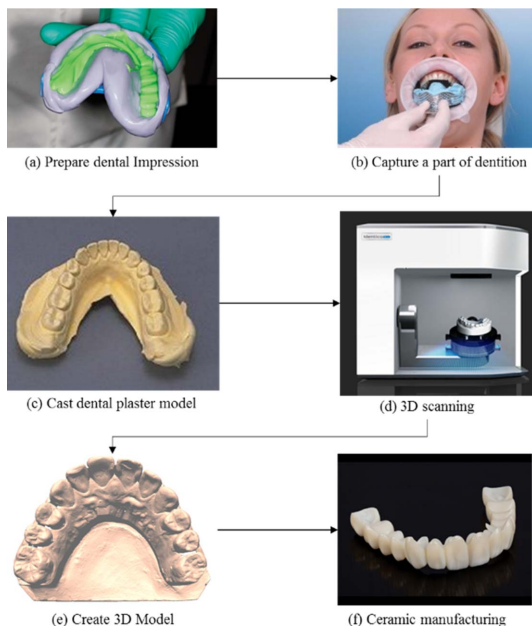 (a) Prepare dental Impression
(b) Capture a part of dentition
(c) Cast dental plaster model
(d) 3D scanning
(e) Create 3D Model
(f) Ceramic manufacturing